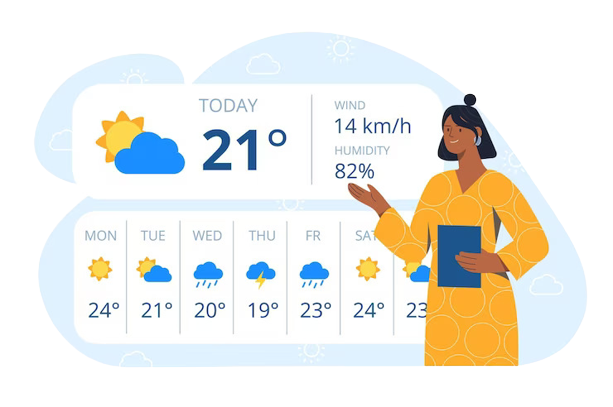 TODAY
21°
WIND
14 km/h
HUMIDITY
82%
MON TUE WED THU FR SAT
24° 21° 20° 19° 23° 24° 23